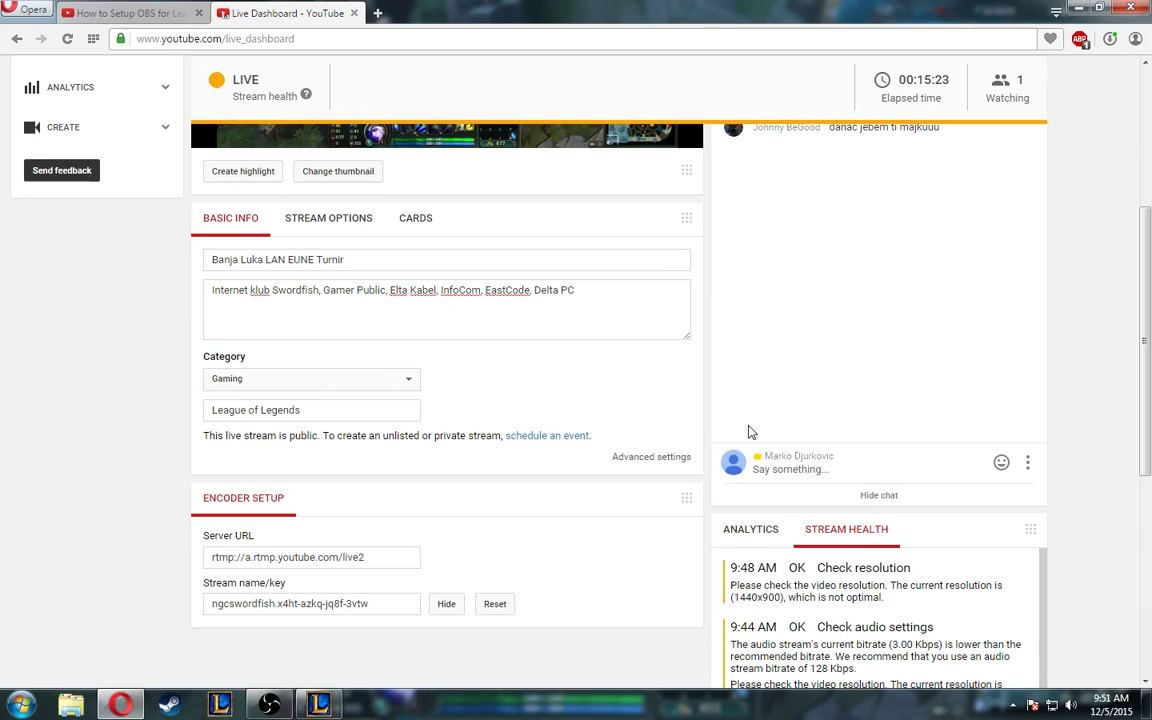 Opera
How to Setup OBS for Lea
Live Dashboard - YouTube
www.youtube.com/live_dashboard
ABP
1
ANALYTICS
CREATE
Send feedback
LIVE
Stream health
00:15:23
Elapsed time
1
Watching
Johnny BeGood danać jebem ti majkuuu
Create highlight
Change thumbnail
BASIC INFO
STREAM OPTIONS
CARDS
Banja Luka LAN EUNE Turnir
Internet klub Swordfish, Gamer Public, Elta Kabel, InfoCom, EastCode, Delta PC
Category
Gaming
League of Legends
This live stream is public. To create an unlisted or private stream, schedule an event.
Advanced settings
Marko Djurkovic
Say something...
Hide chat
ENCODER SETUP
Server URL
rtmp://a.rtmp.youtube.com/live2
Stream name/key
ngcswordfish.x4ht-azkq-jq8f-3vtw
Hide
Reset
ANALYTICS
STREAM HEALTH
9:48 AM OK Check resolution
Please check the video resolution. The current resolution is
(1440x900), which is not optimal.
9:44 AM OK Check audio settings
The audio stream's current bitrate (3.00 Kbps) is lower than the
recommended bitrate. We recommend that you use an audio
stream bitrate of 128 Kbps.
Please check the video resolution. The current resolution is
9:51 AM
12/5/2015